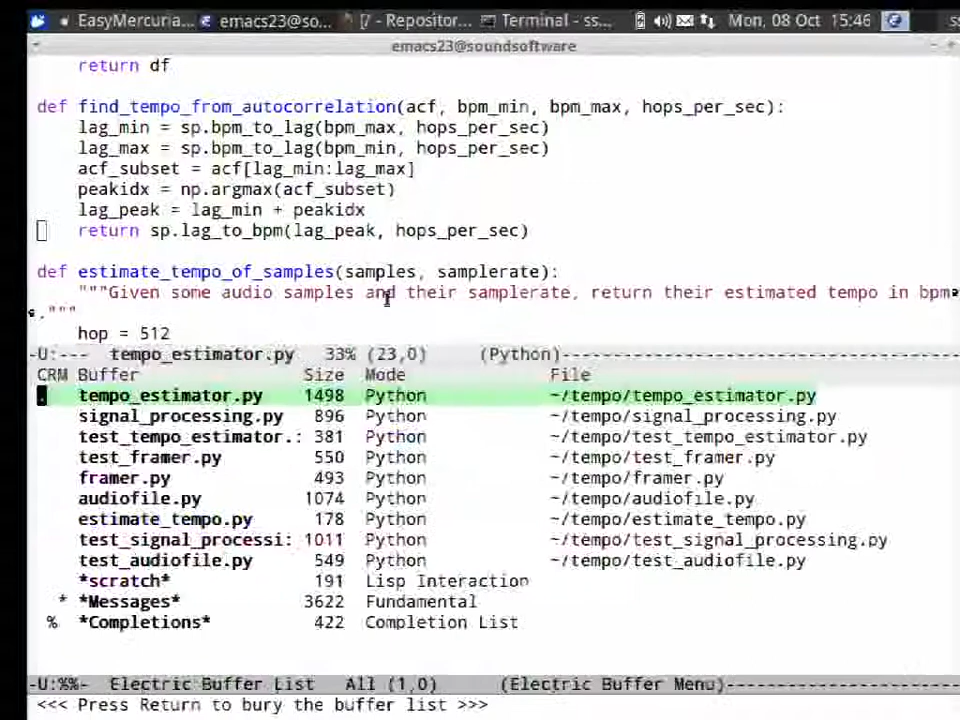 EasyMercuria... emacs23@so... [/ - Repositor... Terminal - ss... Mon, 08 Oct 15:46
emacs23@soundsoftware
return df
def find_tempo_from_autocorrelation(acf, bpm_min, bpm_max, hops_per_sec):
lag_min = sp.bpm_to_lag(bpm_max, hops_per_sec)
lag_max = sp.bpm_to_lag(bpm_min, hops_per_sec)
acf_subset = acf[lag_min:lag_max]
peakidx = np.argmax(acf_subset)
lag_peak = lag_min + peakidx
return sp.lag_to_bpm(lag_peak, hops_per_sec)
def estimate_tempo_of_samples(samples, samplerate):
"""Given some audio samples and their samplerate, return their estimated tempo in bpm
."""
hop = 512
-U:--- tempo_estimator.py 33% (23,0) (Python)----------------------------------------
CRM Buffer Size Mode File
. tempo_estimator.py 1498 Python ~/tempo/tempo_estimator.py
signal_processing.py 896 Python ~/tempo/signal_processing.py
test_tempo_estimator.: 381 Python ~/tempo/test_tempo_estimator.py
test_framer.py 550 Python ~/tempo/test_framer.py
framer.py 493 Python ~/tempo/framer.py
audiofile.py 1074 Python ~/tempo/audiofile.py
estimate_tempo.py 178 Python ~/tempo/estimate_tempo.py
test_signal_processi: 1011 Python ~/tempo/test_signal_processing.py
test_audiofile.py 549 Python ~/tempo/test_audiofile.py
*scratch* 191 Lisp Interaction
* *Messages* 3622 Fundamental
% *Completions* 422 Completion List
-U:%%- Electric Buffer List All (1,0) (Electric Buffer Menu)-----------------------
<<< Press Return to bury the buffer list >>>